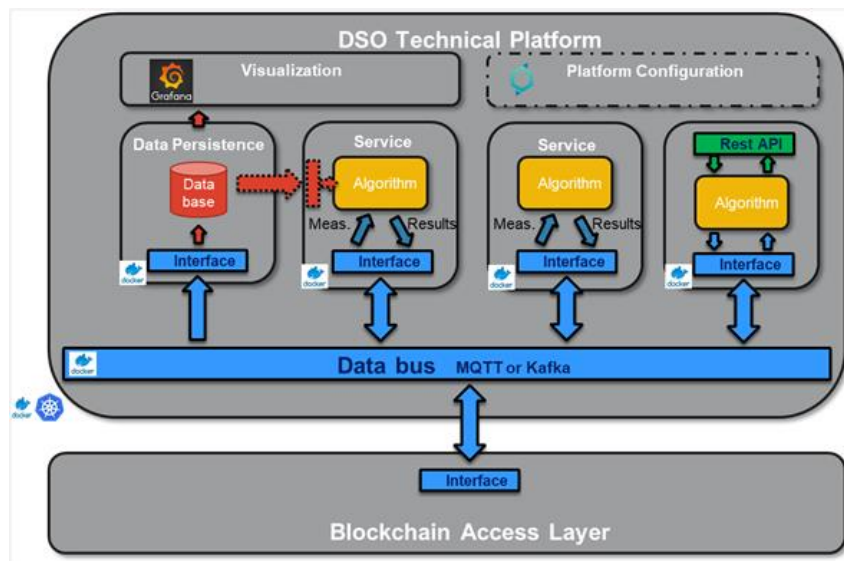 DSO Technical Platform
Visualization
Grafana
Platform Configuration
Data Persistence
Data
base
Interface
docker
Service
Algorithm
Meas.
Results
Interface
docker
Service
Algorithm
Meas.
Results
Interface
docker
Rest API
Algorithm
Interface
docker
docker
Data bus MQTT or Kafka
docker
Interface
Blockchain Access Layer